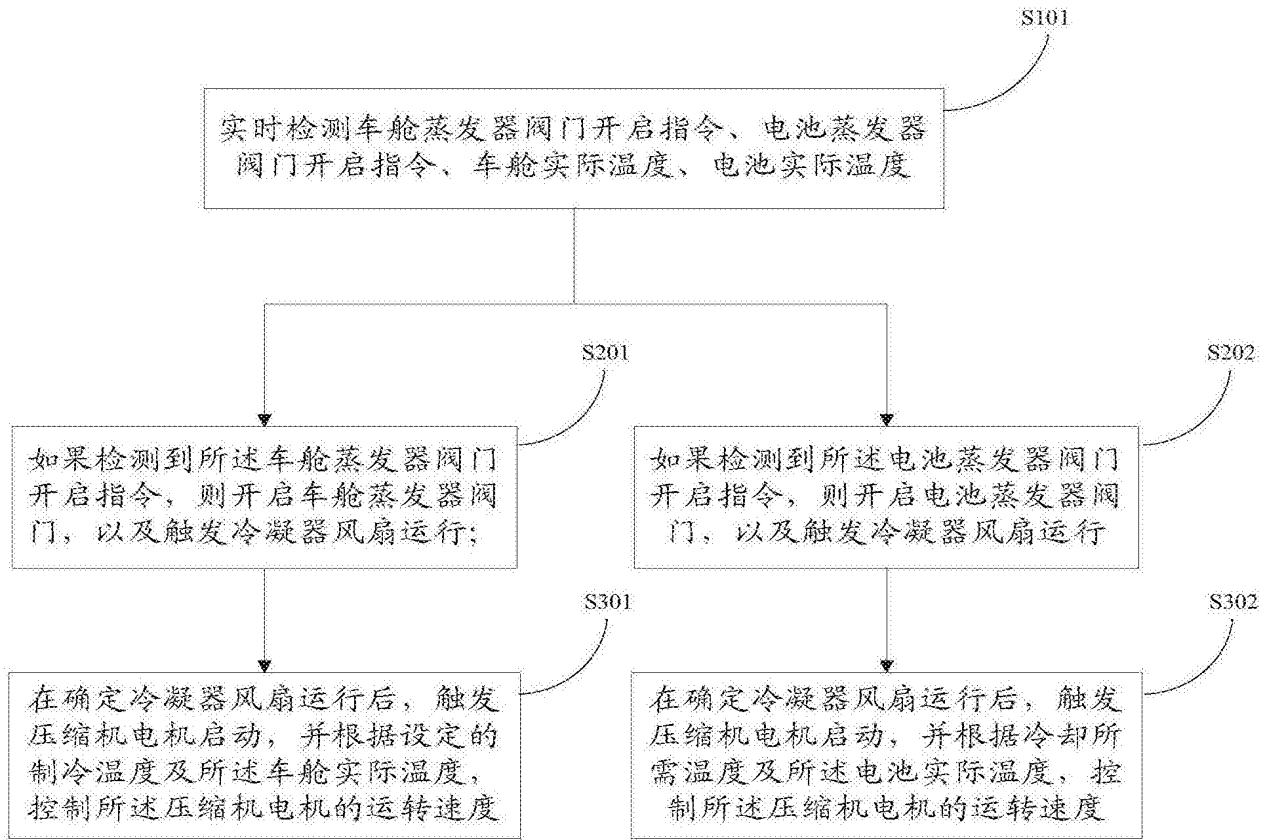 S101
实时检测车舱蒸发器阀门开启指令、电池蒸发器
阀门开启指令、车舱实际温度、电池实际温度
S201
如果检测到所述车舱蒸发器阀门
开启指令，则开启车舱蒸发器阀
门，以及触发冷凝器风扇运行；
S202
如果检测到所述电池蒸发器阀门
开启指令，则开启电池蒸发器阀
门，以及触发冷凝器风扇运行
S301
在确定冷凝器风扇运行后，触发
压缩机电机启动，并根据设定的
制冷温度及所述车舱实际温度，
控制所述压缩机电机的运转速度
S302
在确定冷凝器风扇运行后，触发
压缩机电机启动，并根据冷却所
需温度及所述电池实际温度，控
制所述压缩机电机的运转速度